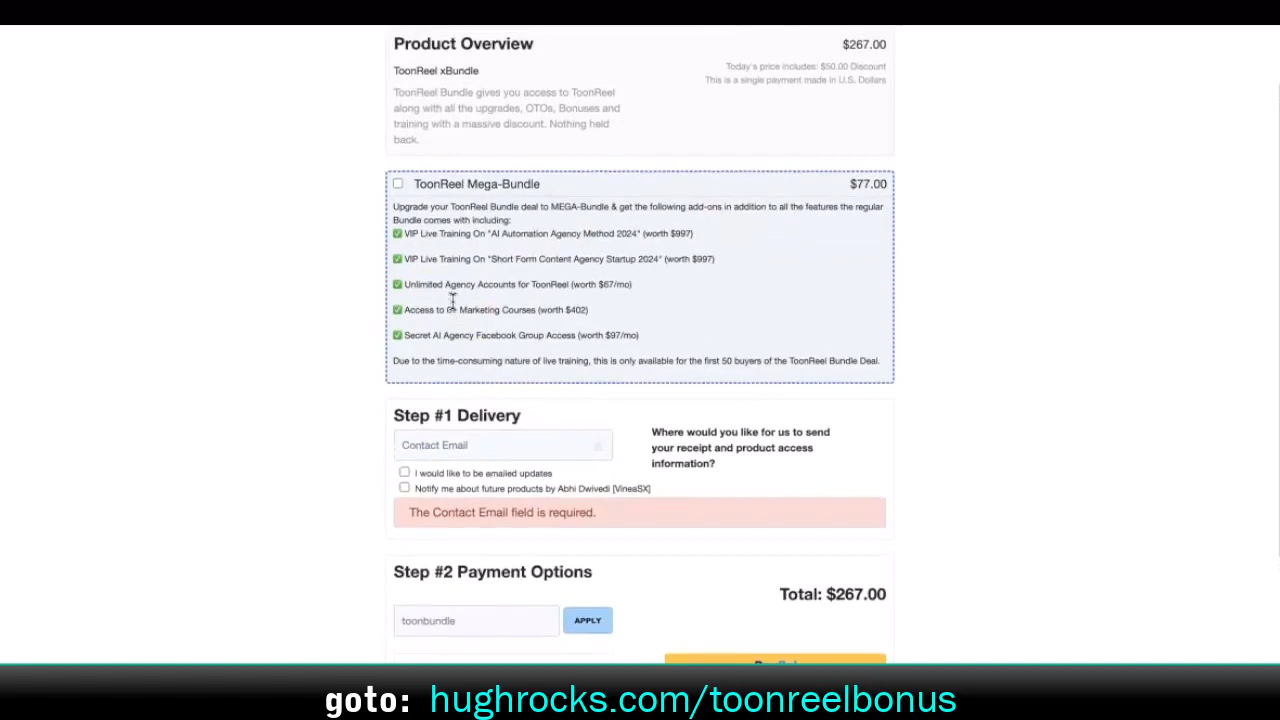 Product Overview
$267.00
ToonReel xBundle
Today's price includes: $50.00 Discount
This is a single payment made in U.S. Dollars
ToonReel Bundle gives you access to ToonReel
along with all the upgrades, OTOs, Bonuses and
training with a massive discount. Nothing held
back.
ToonReel Mega-Bundle
$77.00
Upgrade your ToonReel Bundle deal to MEGA-Bundle & get the following add-ons in addition to all the features the regular
Bundle comes with including:
✅ VIP Live Training On "AI Automation Agency Method 2024" (worth $997)
✅ VIP Live Training On "Short Form Content Agency Startup 2024" (worth $997)
✅ Unlimited Agency Accounts for ToonReel (worth $67/mo)
✅ Access to 6+ Marketing Courses (worth $402)
✅ Secret AI Agency Facebook Group Access (worth $97/mo)
Due to the time-consuming nature of live training, this is only available for the first 50 buyers of the ToonReel Bundle Deal.
Step #1 Delivery
Contact Email
Where would you like for us to send
your receipt and product access
information?
I would like to be emailed updates
Notify me about future products by Abhi Dwivedi [VineaSX]
The Contact Email field is required.
Step #2 Payment Options
Total: $267.00
toonbundle
APPLY
goto: hughrocks.com/toonreelbonus